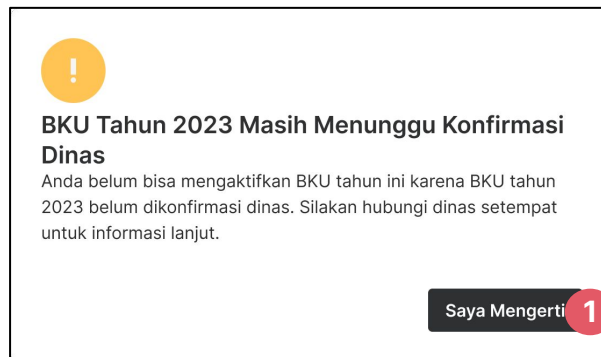 !
BKU Tahun 2023 Masih Menunggu Konfirmasi
Dinas
Anda belum bisa mengaktifkan BKU tahun ini karena BKU tahun
2023 belum dikonfirmasi dinas. Silakan hubungi dinas setempat
untuk informasi lanjut.
Saya Mengerti 1